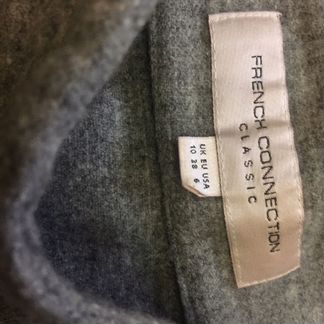 FRENCH CONNECTION
CLASSIC
UK EU USA
10 38 6